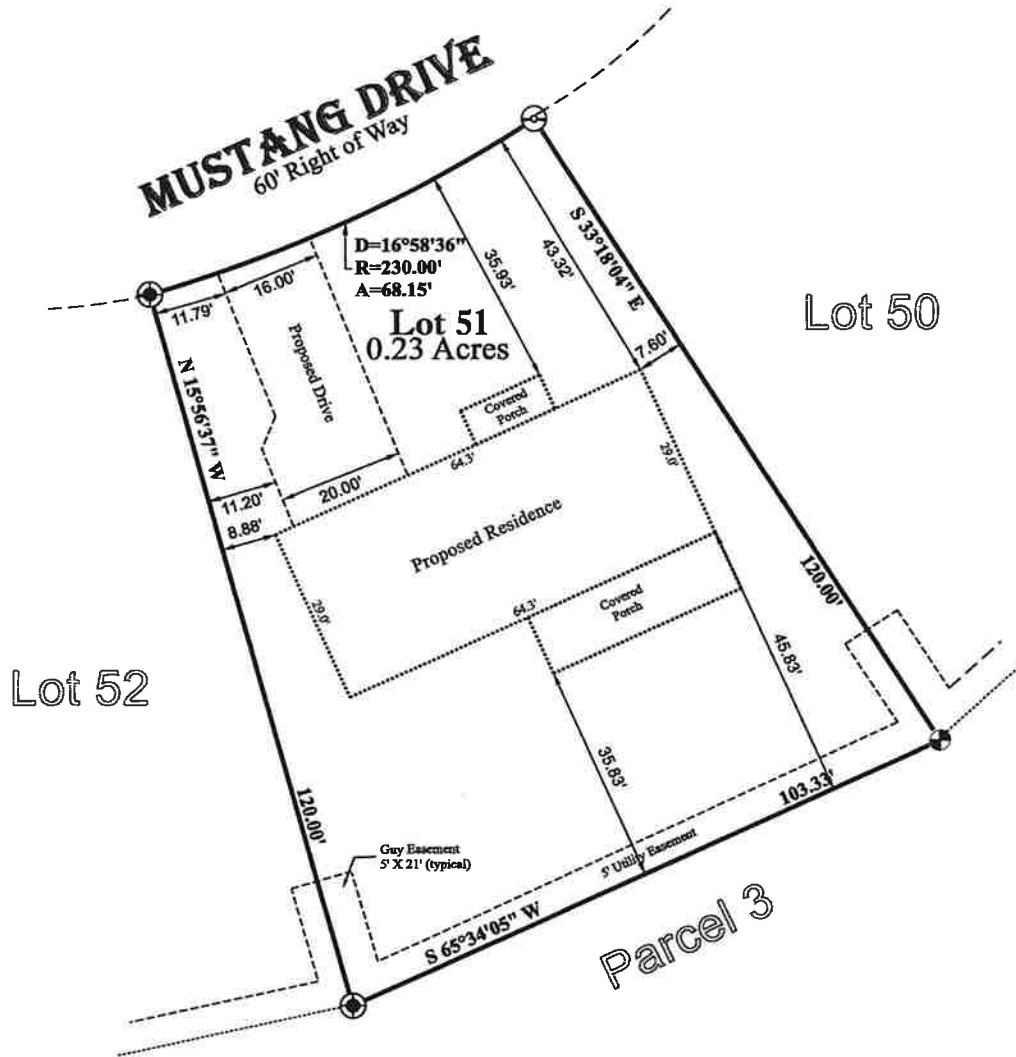 MUSTANG DRIVE
60' Right of Way
D=16°58'36"
R=230.00'
A=68.15'
Lot 51
0.23 Acres
11.79'
16.00'
35.93'
43.32'
S 33°18'04" E
Lot 50
7.60'
N 15°56'37" W
Proposed Drive
Covered
Porch
64.3'
29.0'
11.20'
20.00'
8.88'
Proposed Residence
29.0'
64.3'
Covered
Porch
120.00'
Lot 52
45.83'
35.83'
120.00'
103.33'
Guy Easement
5' X 21' (typical)
5' Utility Easement
S 65°34'05" W
Parcel 3